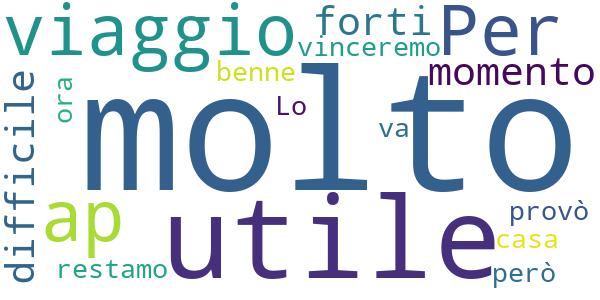 viaggio
forti
Per
vinceremo
benne
momento
difficile
ora
Lo
molto
va
ap
utile
provò
casa
restamo
però